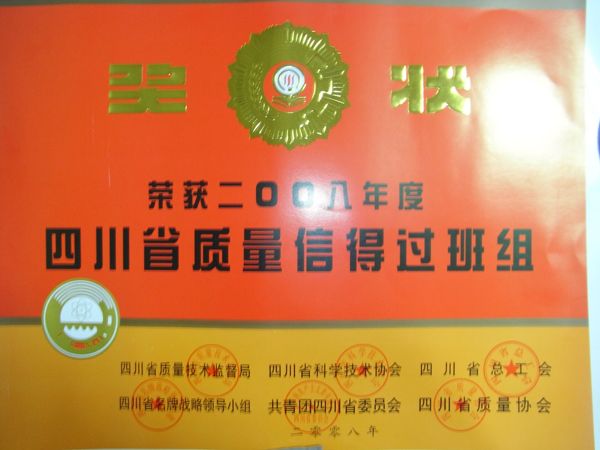 奖状
荣获二〇〇八年度
四川省质量信得过班组
四川省质量技术监督局 四川省科学技术协会 四川省总工会
四川省名牌战略领导小组 共青团四川省委员会 四川省质量协会
二零零八年